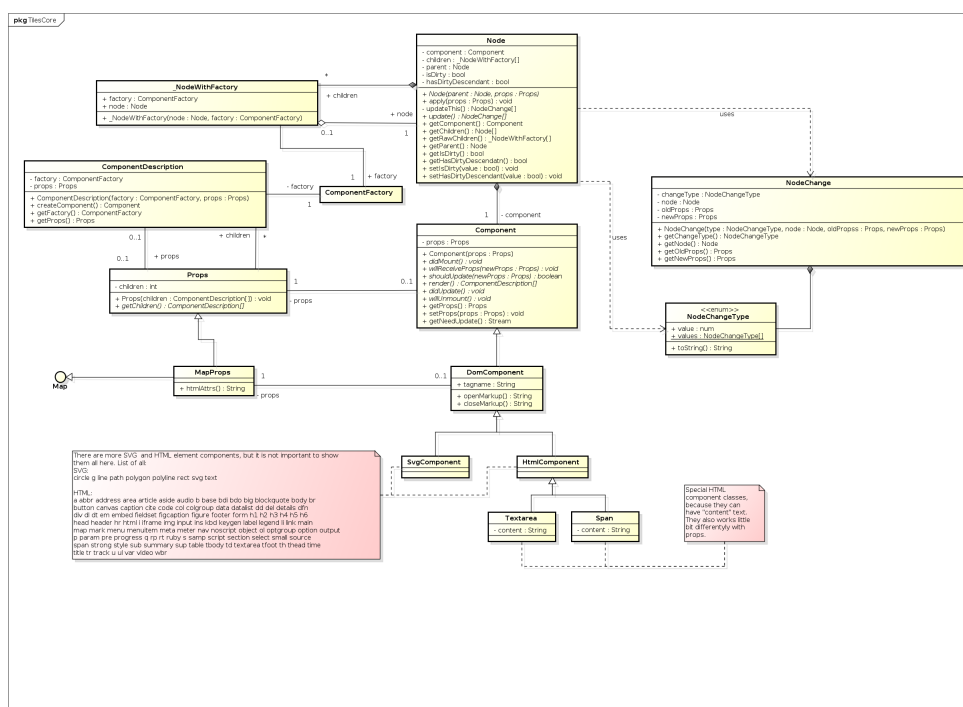 pkg TilesCore
Node
- component : Component
- children : _NodeWithFactory[]
- parent : Node
- isDirty : bool
- hasDirtyDescendant : bool
+ Node(parent : Node, props : Props)
+ apply(props : Props) : void
- updateThis() : NodeChange[]
+ update() : NodeChange[]
+ getComponent() : Component
+ getChildren() : Node[]
+ getRawChildren() : _NodeWithFactory[]
+ getParent() : Node
+ getIsDirty() : bool
+ getHasDirtyDescendatn() : bool
+ setIsDirty(value : bool) : void
+ setHasDirtyDescendant(value : bool) : void
_NodeWithFactory
+ factory : ComponentFactory
+ node : Node
+ _NodeWithFactory(node : Node, factory : ComponentFactory)
*
+ children
+ node
0..1
1
uses
ComponentDescription
- factory : ComponentFactory
- props : Props
+ ComponentDescription(factory : ComponentFactory, props : Props)
+ createComponent() : Component
+ getFactory() : ComponentFactory
+ getProps() : Props
1
+ factory
- factory
1
ComponentFactory
NodeChange
- changeType : NodeChangeType
- node : Node
- oldProps : Props
- newProps : Props
+ NodeChange(type : NodeChangeType, node : Node, oldPropss : Props, newProps : Props)
+ getChangeType() : NodeChangeType
+ getNode() : Node
+ getOldProps() : Props
+ getNewProps() : Props
1
- component
uses
0..1
+ children
*
0..1
+ props
Component
- props : Props
+ Component(props : Props)
+ didMount() : void
+ willReceiveProps(newProps : Props) : void
+ shouldUpdate(newProps : Props) : boolean
+ render() : ComponentDescription[]
+ didUpdate() : void
+ willUnmount() : void
+ getProps() : Props
+ setProps(props : Props) : void
+ getNeedUpdate() : Stream
Props
- children : int
+ Props(children : ComponentDescription[]) : void
+ getChildren() : ComponentDescription[]
1
- props
0..1
<<enum>>
NodeChangeType
+ value : num
+ values : NodeChangeType[]
+ toString() : String
Map
MapProps
+ htmlAttrs() : String
1
- props
0..1
DomComponent
+ tagname : String
+ openMarkup() : String
+ closeMarkup() : String
There are more SVG and HTML element components, but it is not important to show
them all here. List of all:
SVG:
circle g line path polygon polyline rect svg text
HTML:
a abbr address area article aside audio b base bdi bdo big blockquote body br
button canvas caption cite code col colgroup data datalist dd del details dfn
div dl dt em embed fieldset figcaption figure footer form h1 h2 h3 h4 h5 h6
head header hr html i iframe img input ins kbd keygen label legend li link main
map mark menu menuitem meta meter nav noscript object ol optgroup option output
p param pre progress q rp rt ruby s samp script section select small source
span strong style sub summary sup table tbody td textarea tfoot th thead time
title tr track u ul var video wbr
SvgComponent
HtmlComponent
Textarea
- content : String
Span
- content : String
Special HTML
component classes,
because they can
have "content" text.
They also works little
bit differentyly with
props.